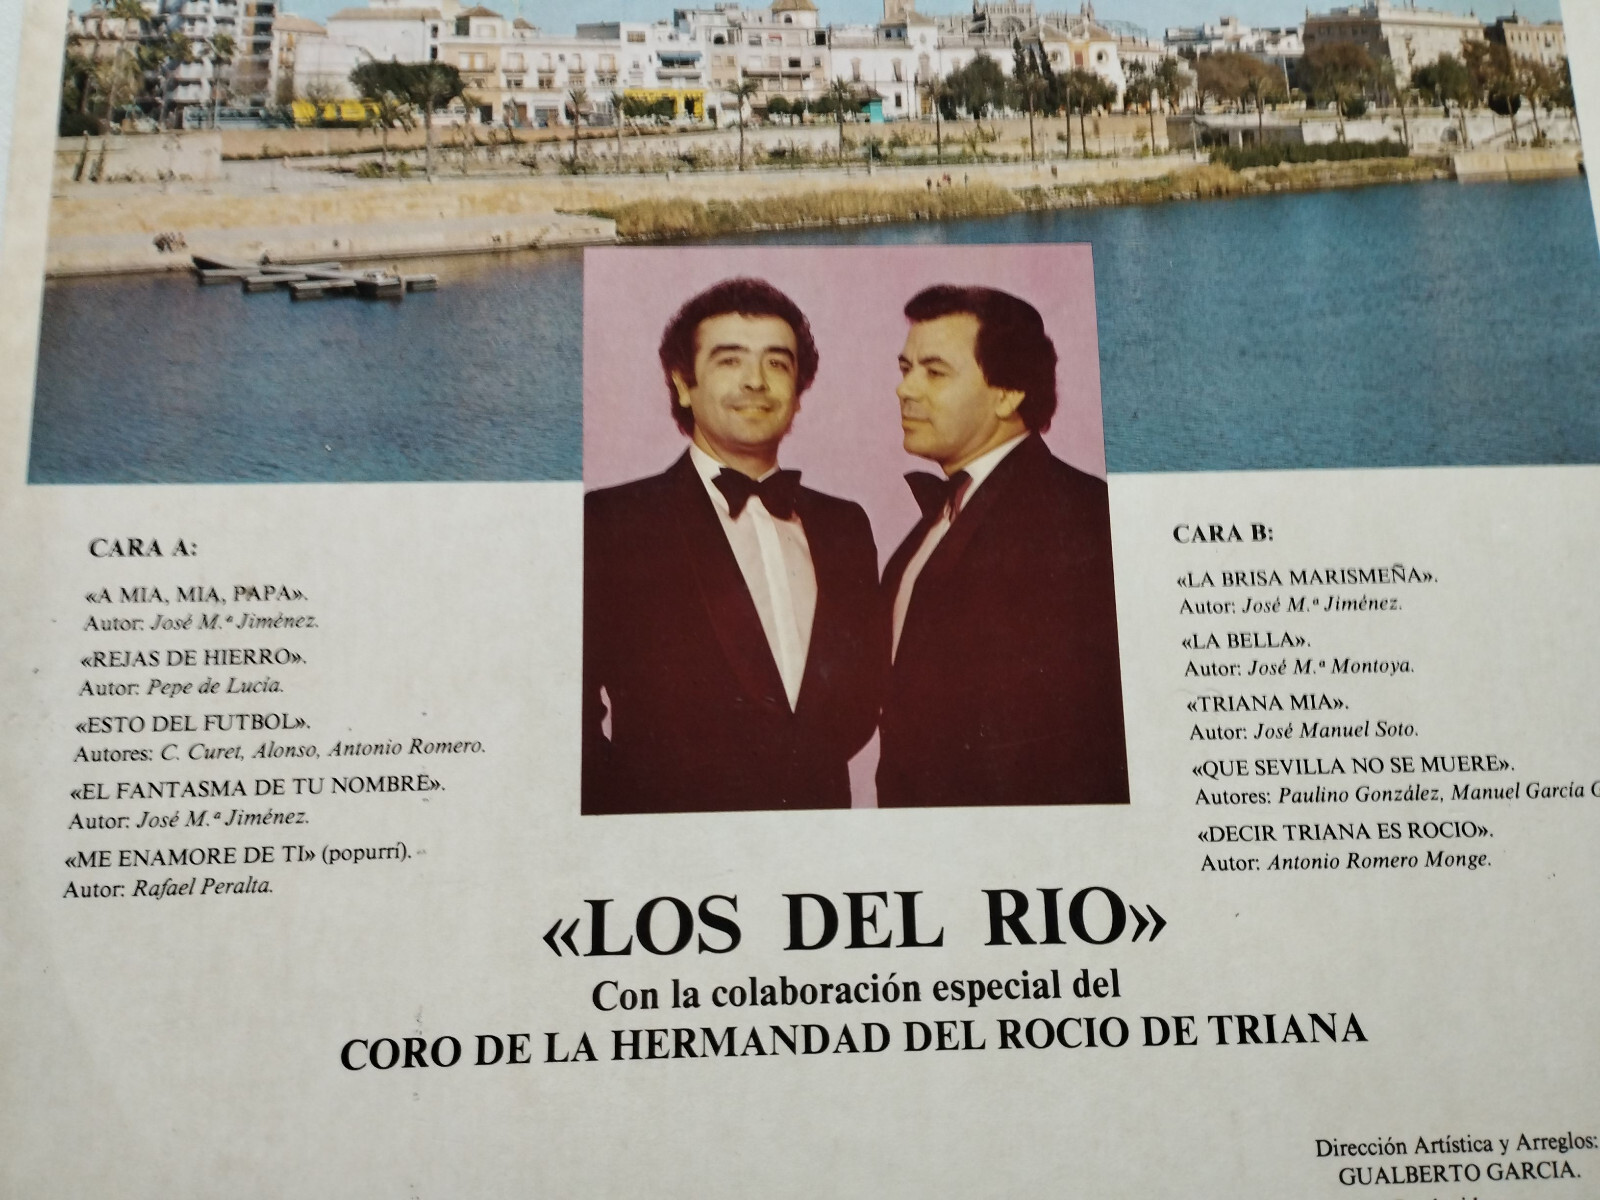 CARA A:
«A MIA, MIA, PAPA».
Autor: José M.ª Jiménez.
«REJAS DE HIERRO».
Autor: Pepe de Lucía.
«ESTO DEL FUTBOL».
Autores: C. Curet, Alonso, Antonio Romero.
«EL FANTASMA DE TU NOMBRE».
Autor: José M.ª Jiménez.
«ME ENAMORE DE TI» (popurrí).
Autor: Rafael Peralta.
CARA B:
«LA BRISA MARISMEÑA».
Autor: José M.ª Jiménez.
«LA BELLA».
Autor: José M.ª Montoya.
«TRIANA MIA».
Autor: José Manuel Soto.
«QUE SEVILLA NO SE MUERE».
Autores: Paulino González, Manuel García
«DECIR TRIANA ES ROCIO».
Autor: Antonio Romero Monge.
«LOS DEL RIO»
Con la colaboración especial del
CORO DE LA HERMANDAD DEL ROCIO DE TRIANA
Dirección Artística y Arreglos:
GUALBERTO GARCIA.